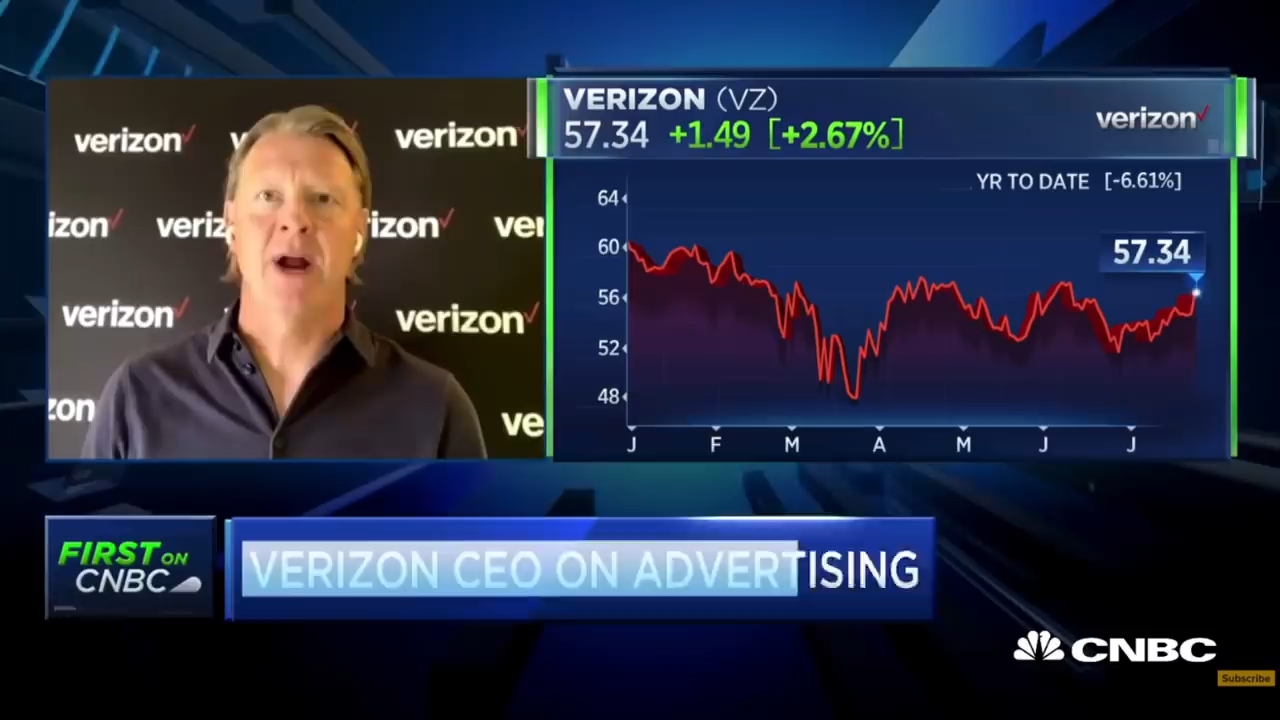 verizon
v
verizon
izon
veriz
rizon
ver
verizon
verizon
zon
ve
VERIZON (VZ)
57.34 +1.49 [+2.67%]
verizon
YR TO DATE [-6.61%]
64
60
56
52
48
57.34
J F M A M J J
FIRST ON
CNBC
VERIZON CEO ON ADVERTISING
CNBC
Subscribe